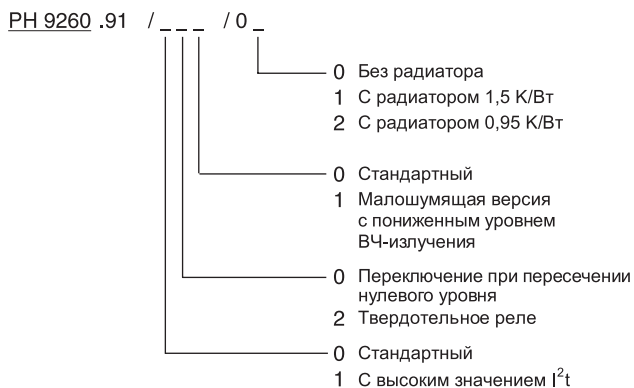 PH 9260 .91 / _ _ _ / 0 _
0 Без радиатора
1 С радиатором 1,5 К/Вт
2 С радиатором 0,95 К/Вт
0 Стандартный
1 Малошумящая версия
с пониженным уровнем
ВЧ-излучения
0 Переключение при пересечении
нулевого уровня
2 Твердотельное реле
0 Стандартный
1 С высоким значением I²t